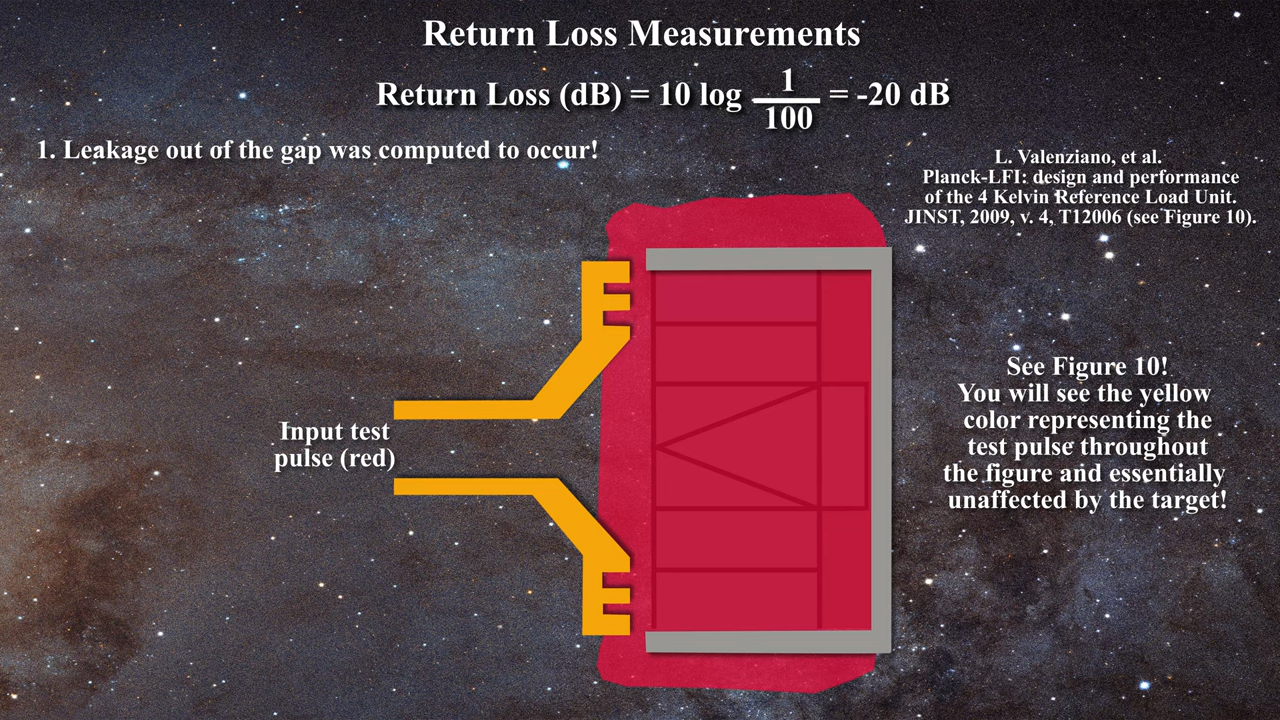 Return Loss Measurements
Return Loss (dB) = 10 log 1/100 = -20 dB
1. Leakage out of the gap was computed to occur!
L. Valenziano, et al.
Planck-LFI: design and performance
of the 4 Kelvin Reference Load Unit.
JINST, 2009, v. 4, T12006 (see Figure 10).
Input test
pulse (red)
See Figure 10!
You will see the yellow
color representing the
test pulse throughout
the figure and essentially
unaffected by the target!